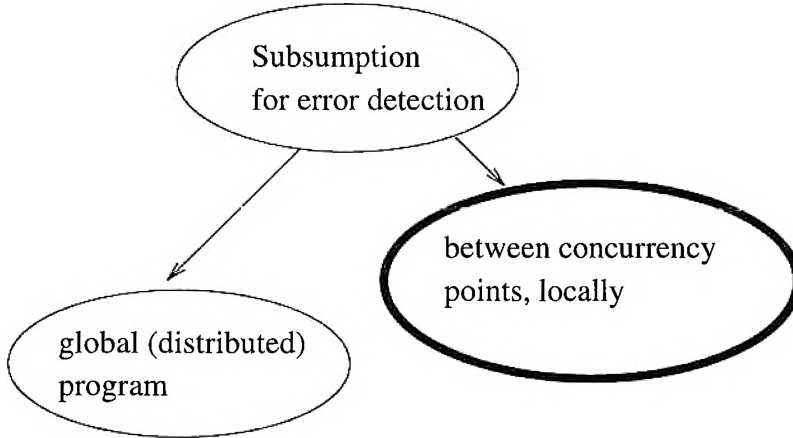 Subsumption
for error detection
between concurrency
points, locally
global (distributed)
program